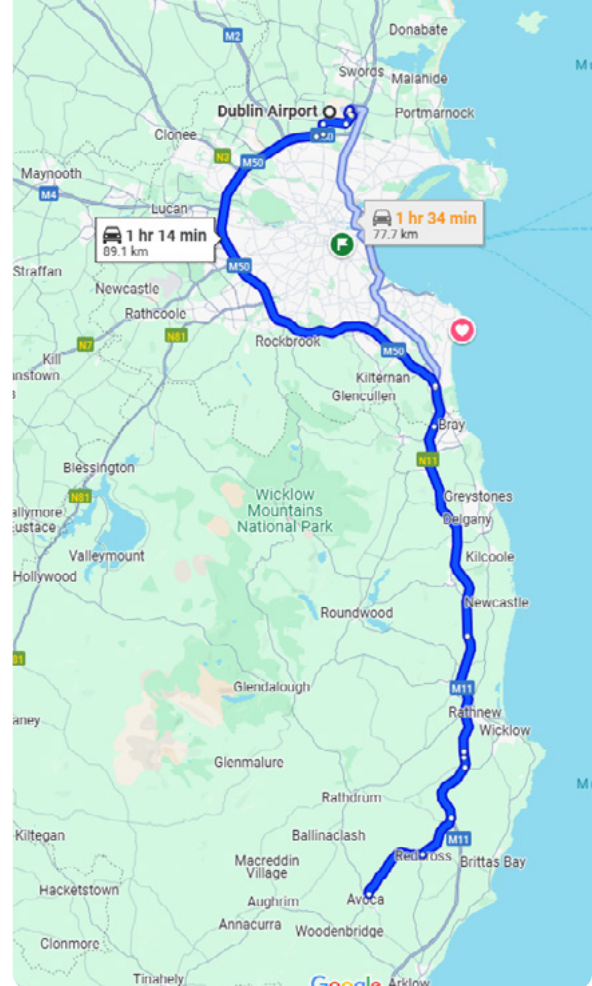 Donabate
M2
Swords
Malahide
Dublin Airport
Portmarnock
Clonee
N3
M50
Maynooth
M4
Lucan
1 hr 14 min
89.1 km
1 hr 34 min
77.7 km
Straffan
M50
Newcastle
Rathcoole
N81
N7
Kill
Rockbrook
M50
Kilternan
Glencullen
Bray
N11
Blessington
N81
Wicklow
Mountains
National Park
Greystones
Delgany
Valleymount
Kilcoole
Hollywood
Newcastle
Roundwood
Glendalough
M11
Rathnew
Wicklow
Glenmalure
Rathdrum
Kiltegan
Ballinaclash
M11
Redcross
Brittas Bay
Macreddin
Village
Hacketstown
Aughrim
Avoca
Annacurra
Woodenbridge
Clonmore
Tinahely
Google
Arklow